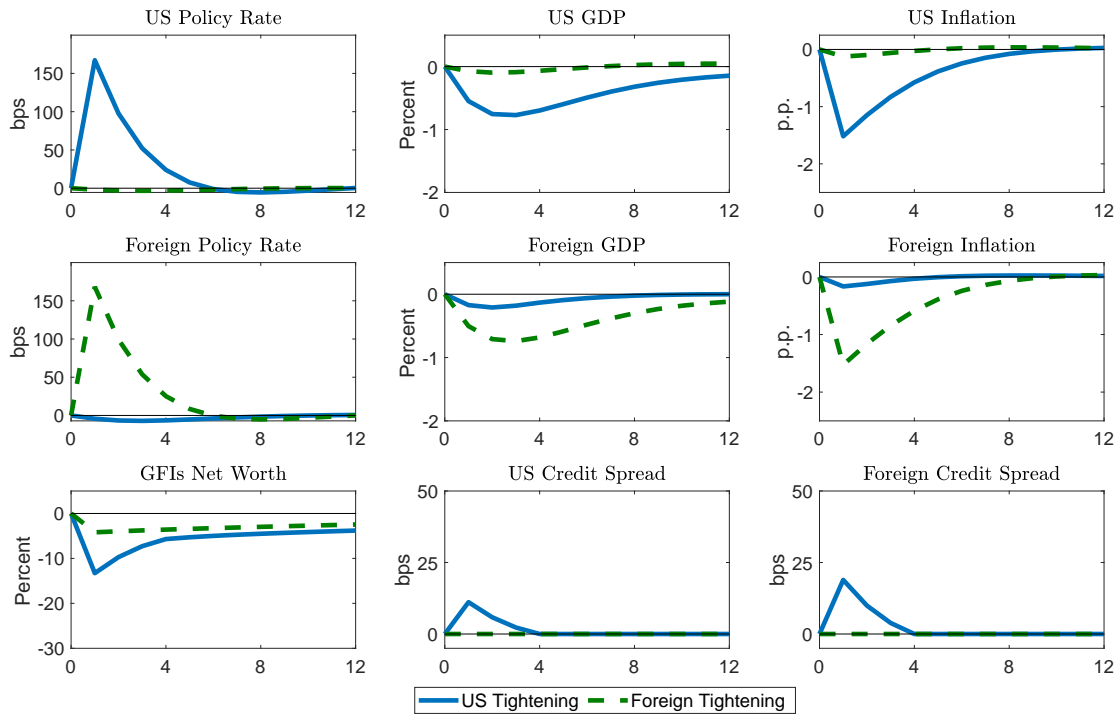 US Policy Rate
US GDP
US Inflation
bps
150
100
50
0
0 4 8 12
Percent
0
-1
-2
0 4 8 12
p.p.
0
-1
-2
0 4 8 12
Foreign Policy Rate
Foreign GDP
Foreign Inflation
bps
150
100
50
0
0 4 8 12
Percent
0
-1
-2
0 4 8 12
p.p.
0
-1
-2
0 4 8 12
GFIs Net Worth
US Credit Spread
Foreign Credit Spread
Percent
0
-10
-20
-30
0 4 8 12
bps
50
25
0
0 4 8 12
bps
50
25
0
0 4 8 12
US Tightening Foreign Tightening